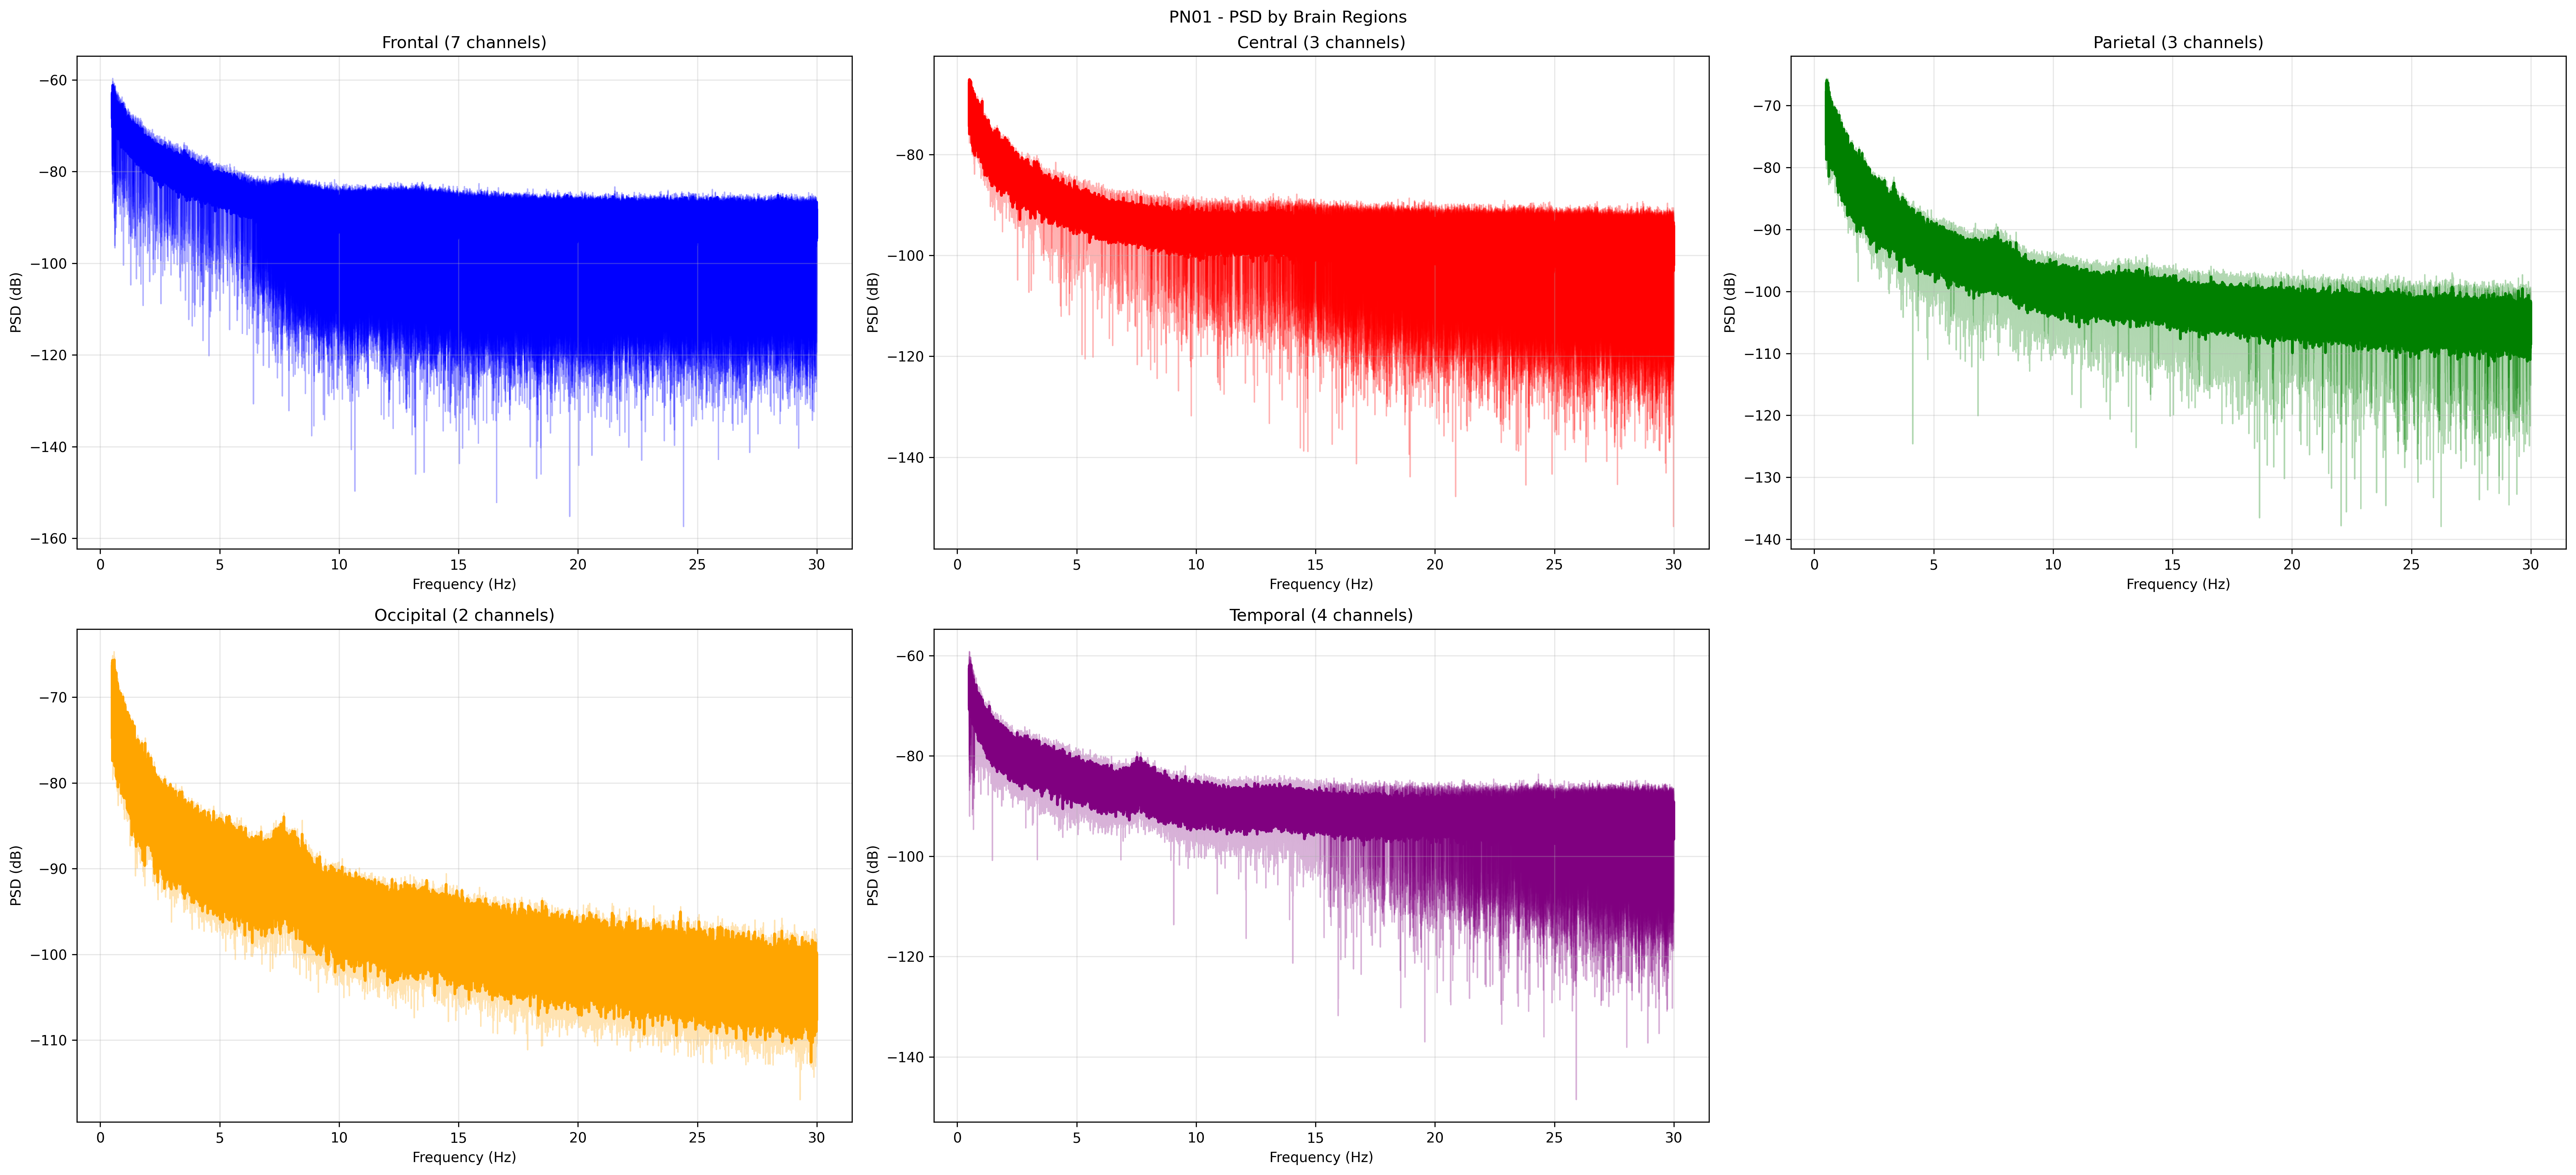 PN01 - PSD by Brain Regions
Frontal (7 channels)
−60
−80
−100
−120
−140
−160
PSD (dB)
0 5 10 15 20 25 30
Frequency (Hz)
Central (3 channels)
−80
−100
−120
−140
PSD (dB)
0 5 10 15 20 25 30
Frequency (Hz)
Parietal (3 channels)
−70
−80
−90
−100
−110
−120
−130
−140
PSD (dB)
0 5 10 15 20 25 30
Frequency (Hz)
Occipital (2 channels)
−70
−80
−90
−100
−110
PSD (dB)
0 5 10 15 20 25 30
Frequency (Hz)
Temporal (4 channels)
−60
−80
−100
−120
−140
PSD (dB)
0 5 10 15 20 25 30
Frequency (Hz)